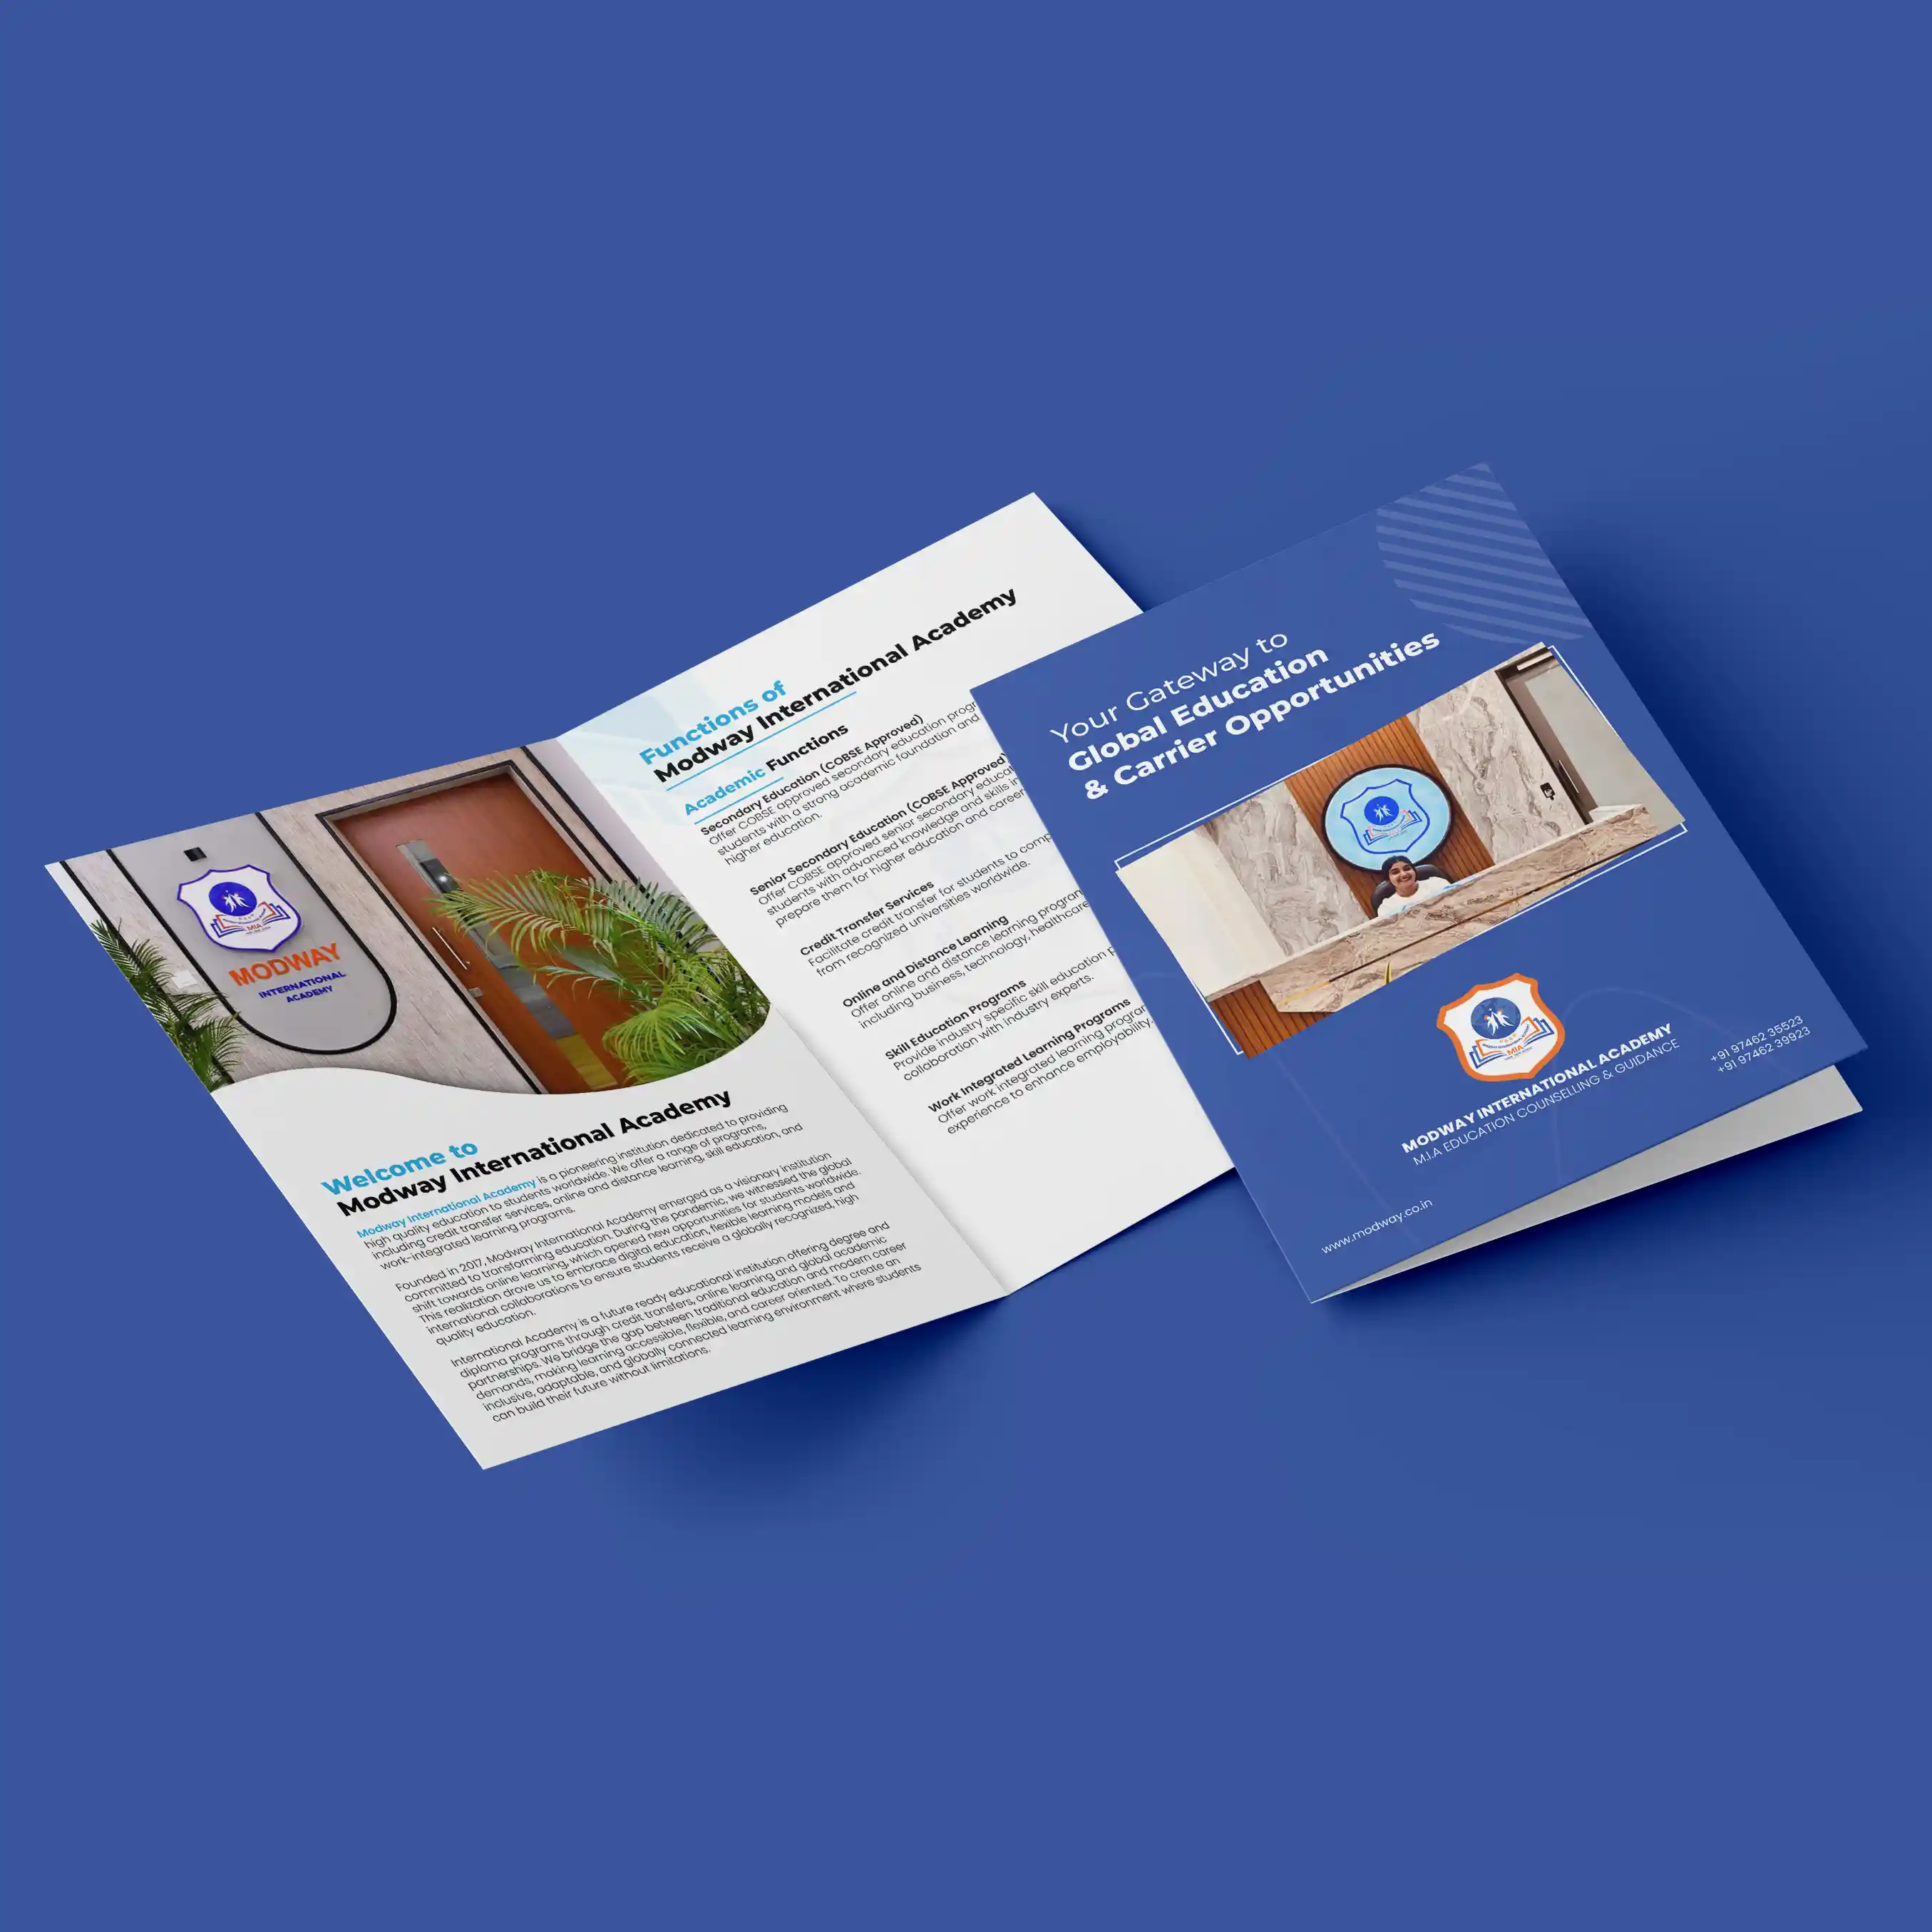 MIA
MODWAY
INTERNATIONAL
ACADEMY
Welcome to
Modway International Academy
Modway International Academy is a pioneering institution dedicated to providing
high quality education to students worldwide. We offer a range of programs,
including credit transfer services, online and distance learning, skill education, and
work-integrated learning programs.
Founded in 2017, Modway International Academy emerged as a visionary institution
committed to transforming education. During the pandemic, we witnessed the global
shift towards online learning, which opened new opportunities for students worldwide.
This realization drove us to embrace digital education, flexible learning models and
international collaborations to ensure students receive a globally recognized, high
quality education.
International Academy is a future ready educational institution offering degree and
diploma programs through credit transfers, online learning and global academic
partnerships. We bridge the gap between traditional education and modern career
demands, making learning accessible, flexible, and career oriented. To create an
inclusive, adaptable, and globally connected learning environment where students
can build their future without limitations.
Functions of
Modway International Academy
Academic Functions
Secondary Education (COBSE Approved)
Offer COBSE approved secondary education progr
students with a strong academic foundation and
higher education.
Senior Secondary Education (COBSE Approved)
Offer COBSE approved senior secondary educat
students with advanced knowledge and skills in
prepare them for higher education and career
Credit Transfer Services
Facilitate credit transfer for students to comp
from recognized universities worldwide.
Online and Distance Learning
Offer online and distance learning program
including business, technology, healthcare
Skill Education Programs
Provide industry specific skill education p
collaboration with industry experts.
Work Integrated Learning Programs
Offer work integrated learning program
experience to enhance employability.
Your Gateway to
Global Education
& Carrier Opportunities
MIA
MODWAY INTERNATIONAL ACADEMY
M.I.A EDUCATION COUNSELLING & GUIDANCE
+91 97462 35523
+91 97462 39923
www.modway.co.in